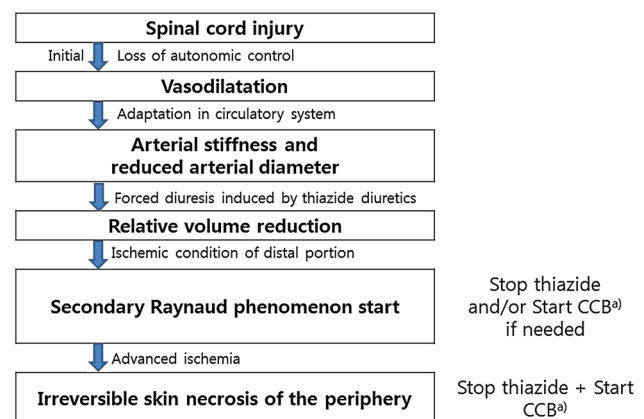 Spinal cord injury
Initial Loss of autonomic control
Vasodilatation
Adaptation in circulatory system
Arterial stiffness and
reduced arterial diameter
Forced diuresis induced by thiazide diuretics
Relative volume reduction
Ischemic condition of distal portion
Secondary Raynaud phenomenon start
Stop thiazide
and/or Start CCBa)
if needed
Advanced ischemia
Irreversible skin necrosis of the periphery
Stop thiazide + Start
CCBa)